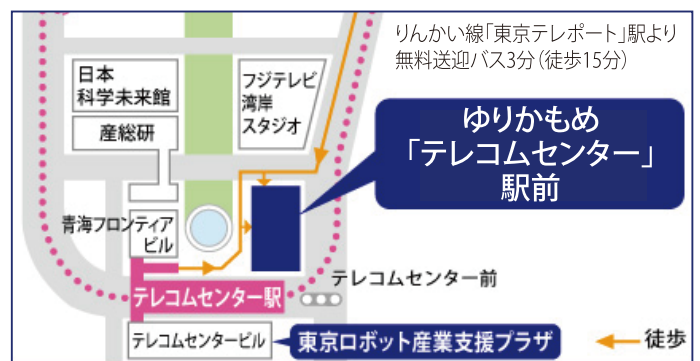 りんかい線「東京テレポート」駅より
無料送迎バス3分（徒歩15分）
日本
科学未来館
産総研
フジテレビ
湾岸
スタジオ
ゆりかもめ
「テレコムセンター」
駅前
青海フロンティア
ビル
テレコムセンター前
テレコムセンター駅
テレコムセンタービル
東京ロボット産業支援プラザ
徒歩